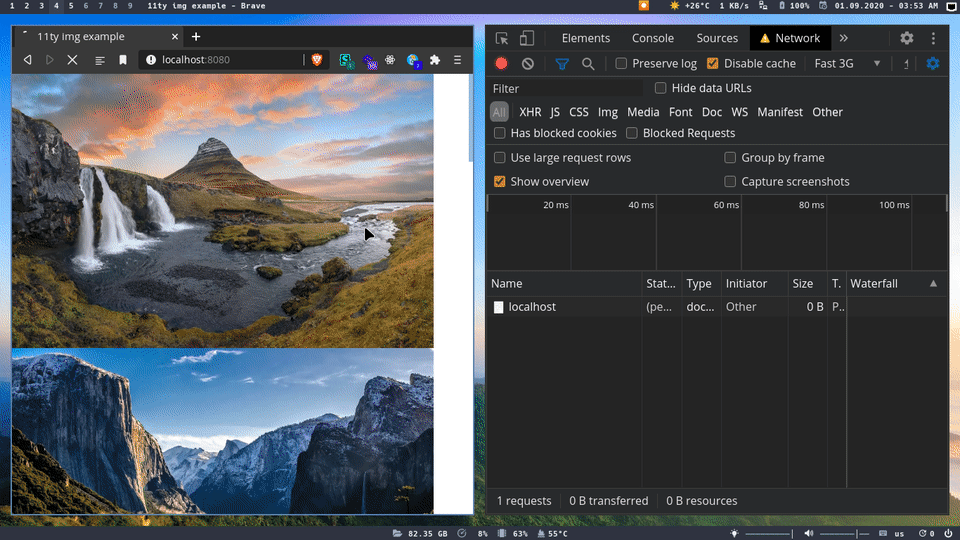 1 2 3 4 5 6 7 8 9 11ty img example - Brave +26°C 1 KB/s 100% 01.09.2020 - 03:53 AM
11ty Img example
localhost:8080
Elements Console Sources Network
Preserve log Disable cache Fast 3G
Filter Hide data URLs
All XHR JS CSS Img Media Font Doc WS Manifest Other
Has blocked cookies Blocked Requests
Use large request rows Group by frame
Show overview Capture screenshots
20 ms 40 ms 60 ms 80 ms 100 ms
Name Stat... Type Initiator Size T. Waterfall
localhost (pe... doc... Other 0 B P..
1 requests 0 B transferred 0 B resources
82.35 GB 8% 63% 55°C us 0